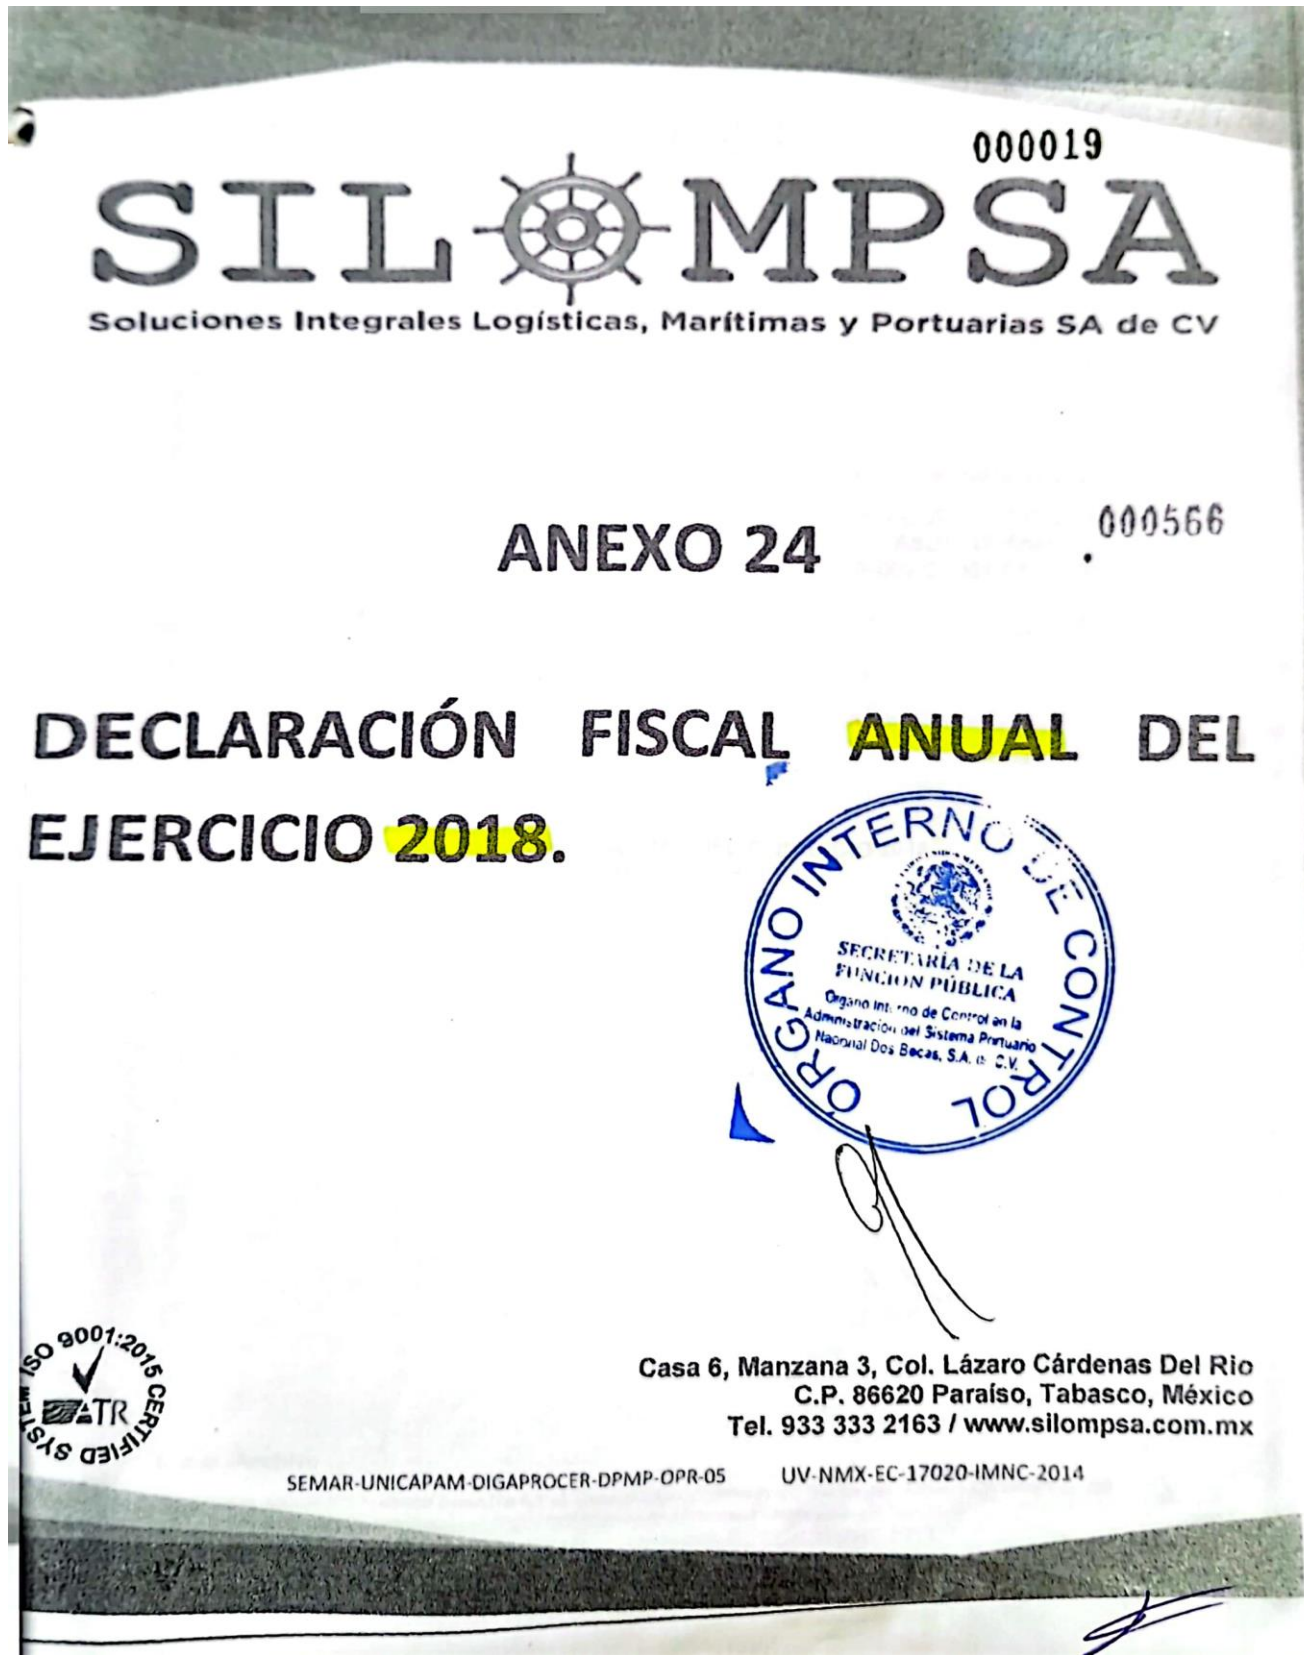 000019
SILOMPSA
Soluciones Integrales Logísticas, Marítimas y Portuarias SA de CV
ANEXO 24
.000566
DECLARACIÓN FISCAL ANUAL DEL
EJERCICIO 2018.
ÓRGANO INTERNO DE CONTROL
SECRETARÍA DE LA
FUNCIÓN PÚBLICA
Órgano Interno de Control en la
Administración del Sistema Portuario
Nacional Dos Bocas, S.A. de C.V.
SYSTEM ISO 9001:2015 CERTIFIED
ATR
Casa 6, Manzana 3, Col. Lázaro Cárdenas Del Rio
C.P. 86620 Paraíso, Tabasco, México
Tel. 933 333 2163 / www.silompsa.com.mx
SEMAR-UNICAPAM-DIGAPROCER-DPMP-OPR-05 UV-NMX-EC-17020-IMNC-2014